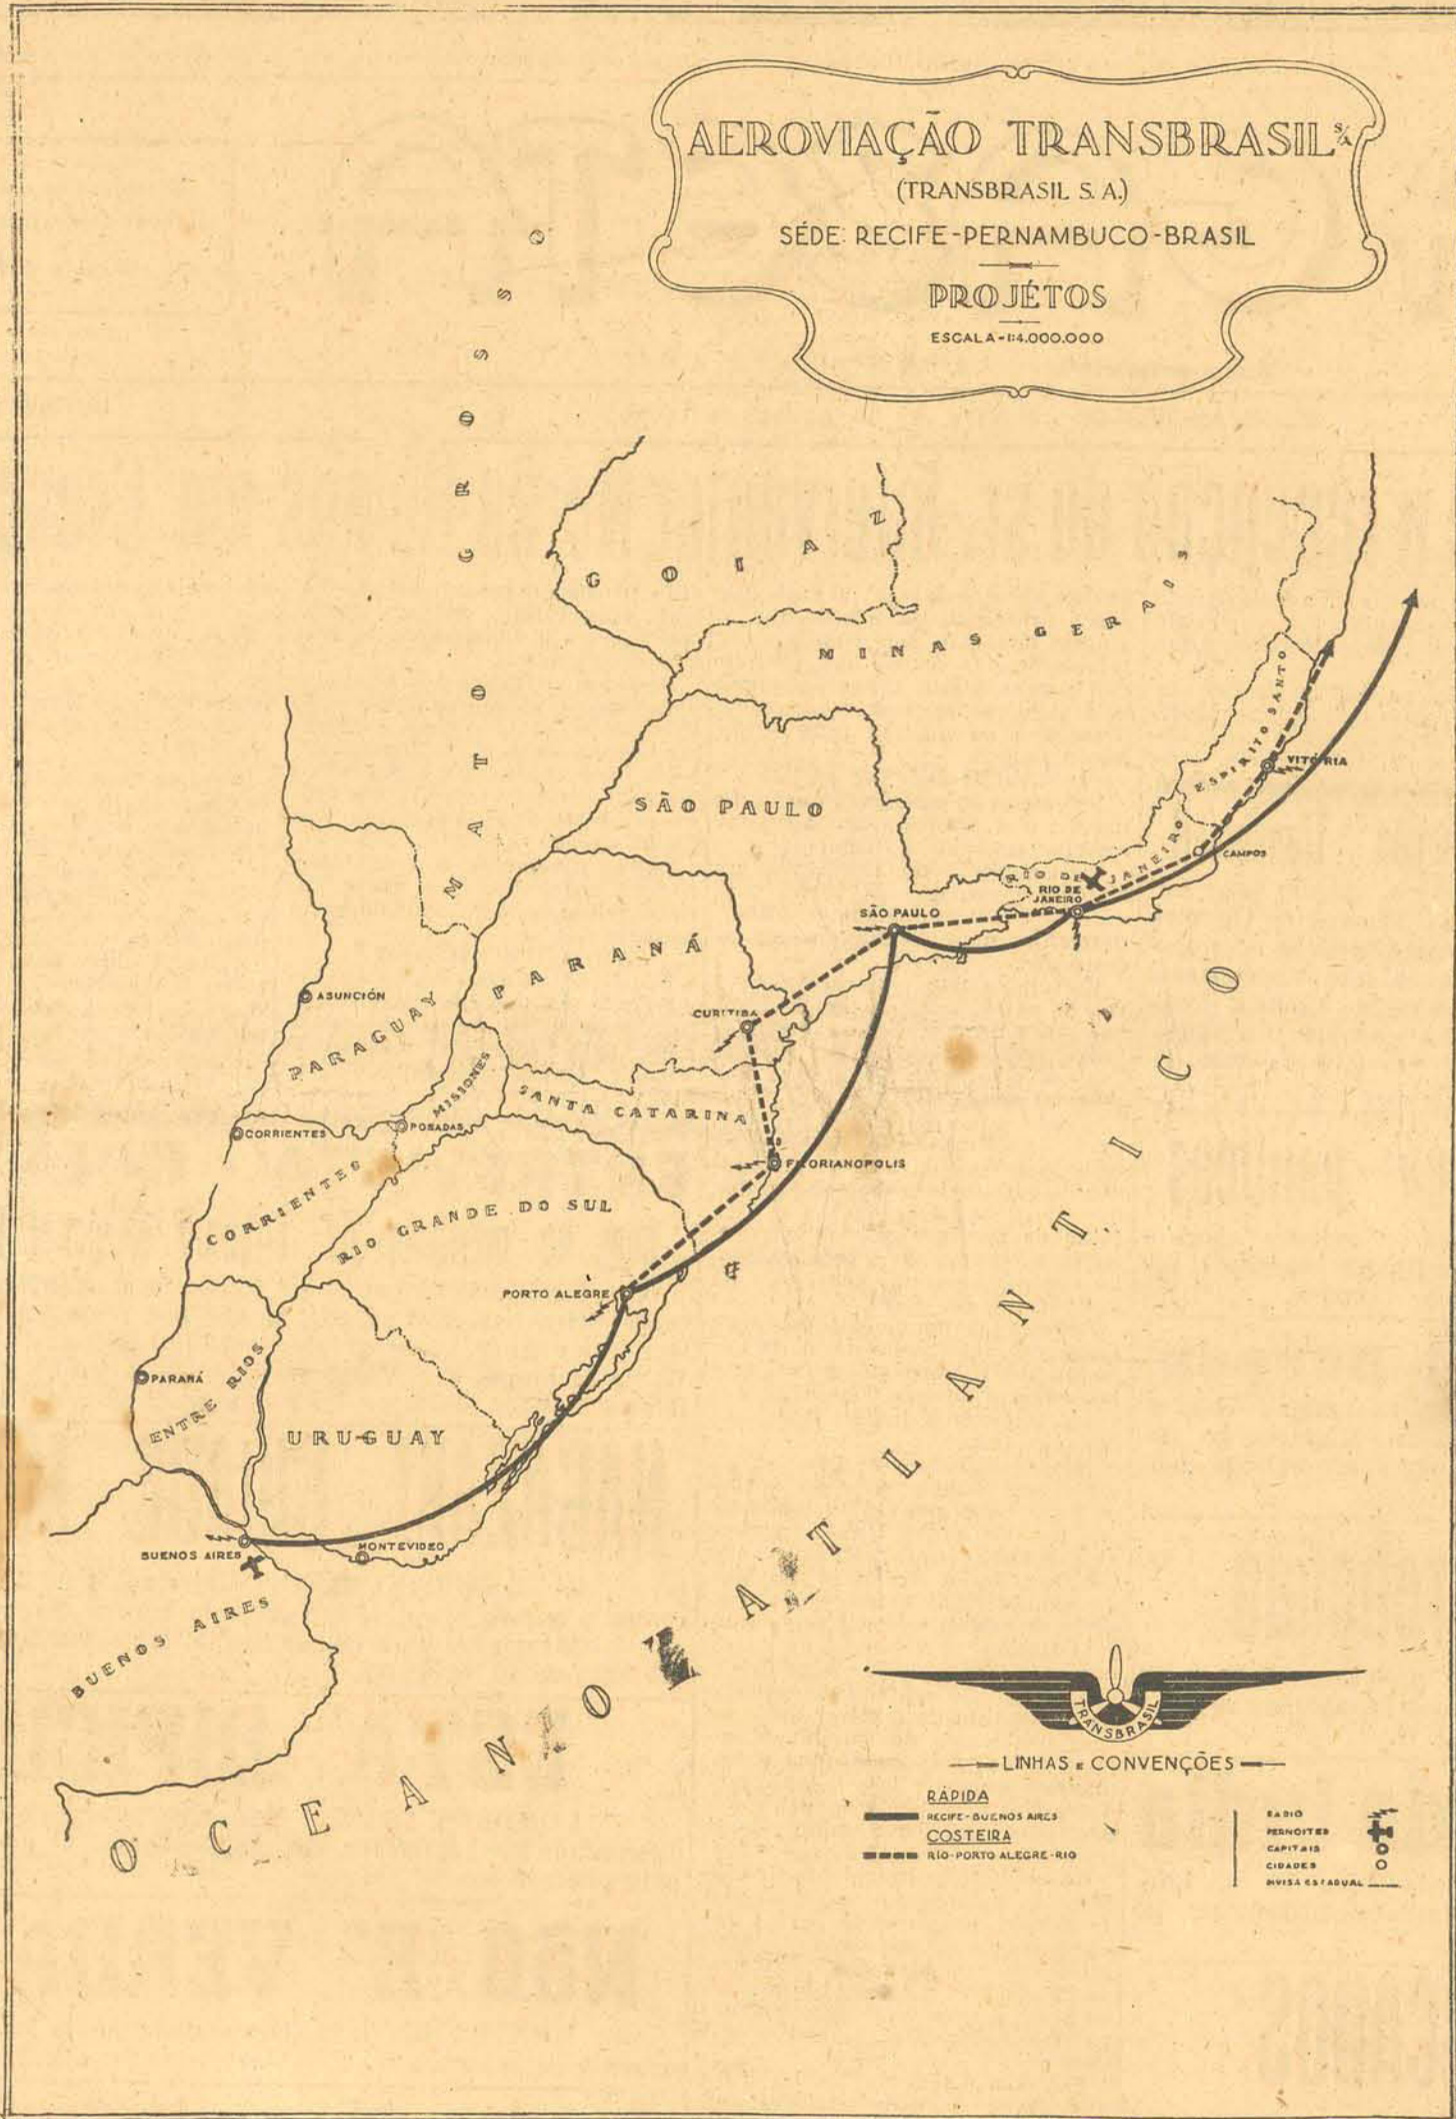 AEROVIAÇÃO TRANSBRASIL S/A
(TRANSBRASIL S. A.)
SÉDE: RECIFE-PERNAMBUCO-BRASIL
PROJÉTOS
ESCALA-1:4.000.000
MATO GROSSO
GOIAZ
MINAS GERAIS
ESPIRITO SANTO
VITÓRIA
SÃO PAULO
RIO DE JANEIRO
CAMPOS
RIO DE
JANEIRO
SÃO PAULO
PARANÁ
ASUNCIÓN
CURITIBA
PARAGUAY
MISIONES
SANTA CATARINA
CORRIENTES
POSADAS
FLORIANOPOLIS
CORRIENTES
RIO GRANDE DO SUL
PORTO ALEGRE
PARANÁ
ENTRE RIOS
URUGUAY
BUENOS AIRES
MONTEVIDEO
BUENOS AIRES
OCEANO ATLANTICO
TRANSBRASIL
LINHAS E CONVENÇÕES
RÁPIDA
RECIFE-BUENOS AIRES
COSTEIRA
RIO-PORTO ALEGRE-RIO
RADIO
PERNOITES
CAPITAIS
CIDADES
DIVISA ESTADUAL